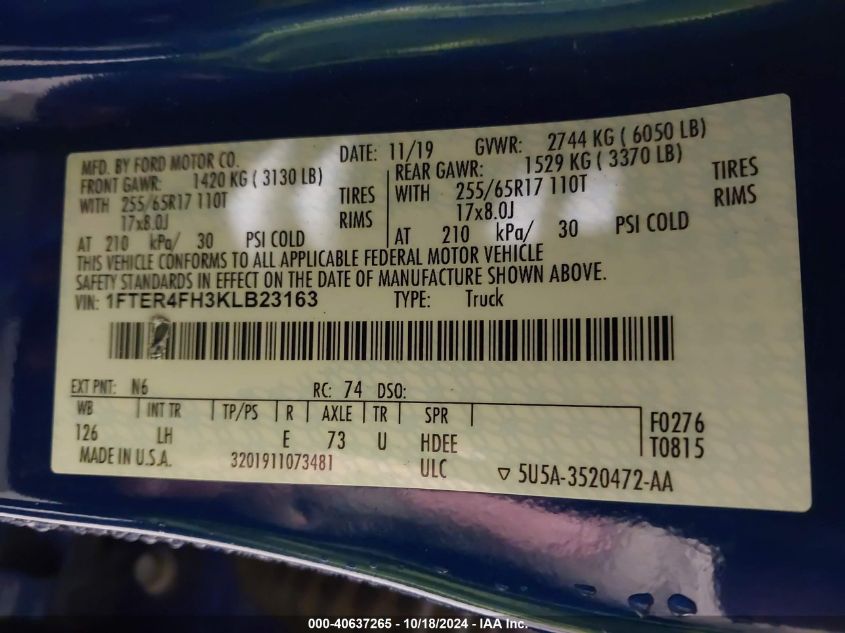 MFD. BY FORD MOTOR CO. DATE: 11/19 GVWR: 2744 KG ( 6050 LB)
FRONT GAWR: 1420 KG ( 3130 LB) REAR GAWR: 1529 KG ( 3370 LB)
WITH 255/65R17 110T TIRES WITH 255/65R17 110T TIRES
17x8.0J RIMS 17x8.0J RIMS
AT 210 kPa/ 30 PSI COLD AT 210 kPa/ 30 PSI COLD
THIS VEHICLE CONFORMS TO ALL APPLICABLE FEDERAL MOTOR VEHICLE
SAFETY STANDARDS IN EFFECT ON THE DATE OF MANUFACTURE SHOWN ABOVE.
VIN: 1FTER4FH3KLB23163 TYPE: Truck
EXT PNT: N6 RC: 74 DSO:
WB INT TR TP/PS R AXLE TR SPR F0276
126 LH E 73 U HDEE T0815
MADE IN U.S.A. 3201911073481 ULC ▽ 5U5A-3520472-AA
000-40637265 - 10/18/2024 - IAA Inc.